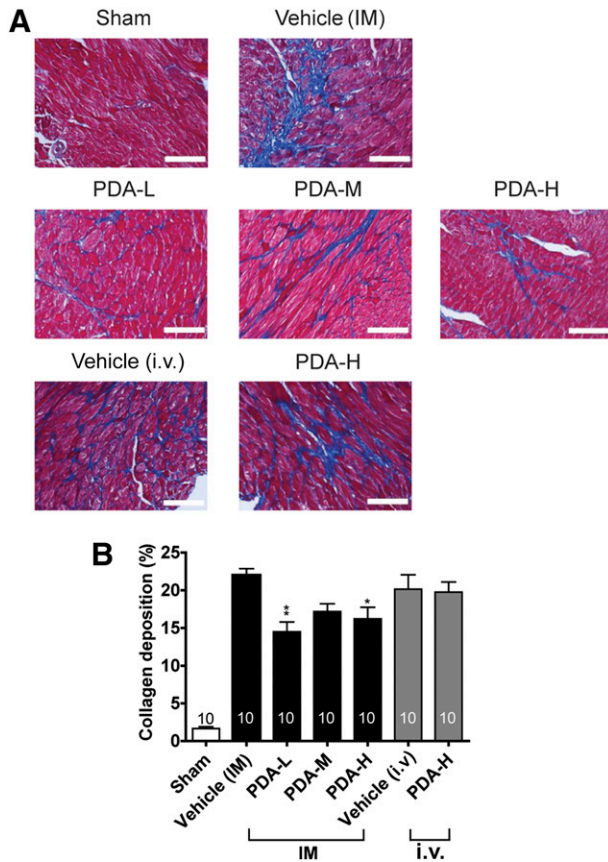 A
Sham Vehicle (IM)
PDA-L PDA-M PDA-H
Vehicle (i.v.) PDA-H
B
Collagen deposition (%)
25
20
15
10
5
0
** *
10 10 10 10 10 10 10
Sham Vehicle (IM) PDA-L PDA-M PDA-H Vehicle (i.v) PDA-H
IM i.v.